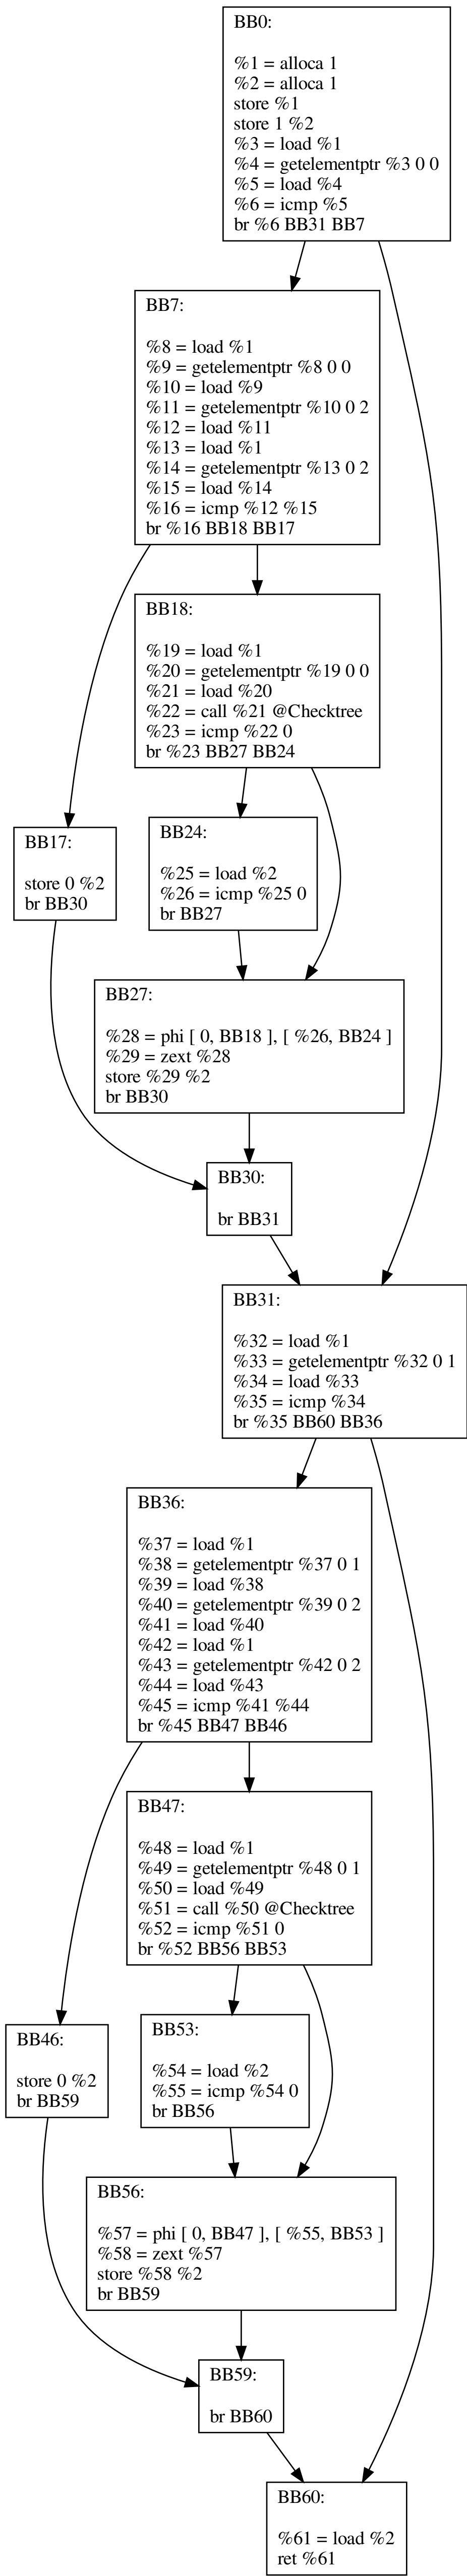 BB0:
%1 = alloca 1
%2 = alloca 1
store %1
store 1 %2
%3 = load %1
%4 = getelementptr %3 0 0
%5 = load %4
%6 = icmp %5
br %6 BB31 BB7
BB7:
%8 = load %1
%9 = getelementptr %8 0 0
%10 = load %9
%11 = getelementptr %10 0 2
%12 = load %11
%13 = load %1
%14 = getelementptr %13 0 2
%15 = load %14
%16 = icmp %12 %15
br %16 BB18 BB17
BB18:
%19 = load %1
%20 = getelementptr %19 0 0
%21 = load %20
%22 = call %21 @Checktree
%23 = icmp %22 0
br %23 BB27 BB24
BB17:
store 0 %2
br BB30
BB24:
%25 = load %2
%26 = icmp %25 0
br BB27
BB27:
%28 = phi [ 0, BB18 ], [ %26, BB24 ]
%29 = zext %28
store %29 %2
br BB30
BB30:
br BB31
BB31:
%32 = load %1
%33 = getelementptr %32 0 1
%34 = load %33
%35 = icmp %34
br %35 BB60 BB36
BB36:
%37 = load %1
%38 = getelementptr %37 0 1
%39 = load %38
%40 = getelementptr %39 0 2
%41 = load %40
%42 = load %1
%43 = getelementptr %42 0 2
%44 = load %43
%45 = icmp %41 %44
br %45 BB47 BB46
BB47:
%48 = load %1
%49 = getelementptr %48 0 1
%50 = load %49
%51 = call %50 @Checktree
%52 = icmp %51 0
br %52 BB56 BB53
BB46:
store 0 %2
br BB59
BB53:
%54 = load %2
%55 = icmp %54 0
br BB56
BB56:
%57 = phi [ 0, BB47 ], [ %55, BB53 ]
%58 = zext %57
store %58 %2
br BB59
BB59:
br BB60
BB60:
%61 = load %2
ret %61